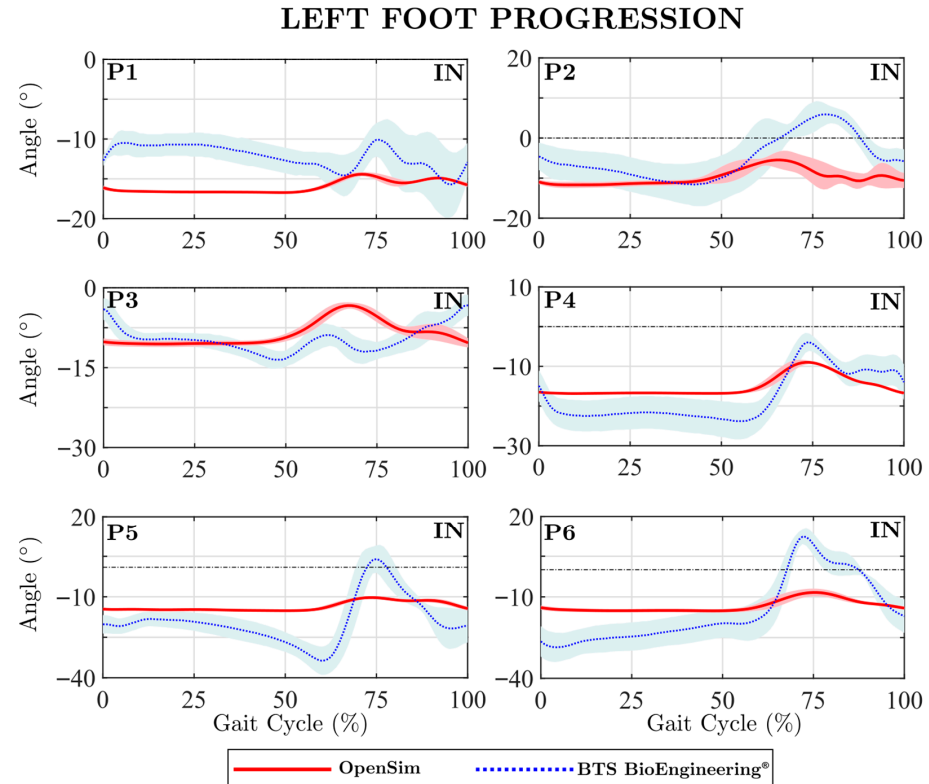 LEFT FOOT PROGRESSION
P1 IN
P2 IN
Angle (°)
0
−10
−20
0 25 50 75 100
20
10
0
−10
−20
0 25 50 75 100
P3 IN
P4 IN
Angle (°)
0
−15
−30
0 25 50 75 100
10
−10
−30
0 25 50 75 100
P5 IN
P6 IN
Angle (°)
20
−10
−40
0 25 50 75 100
20
−10
−40
0 25 50 75 100
Gait Cycle (%)
Gait Cycle (%)
OpenSim BTS BioEngineering®